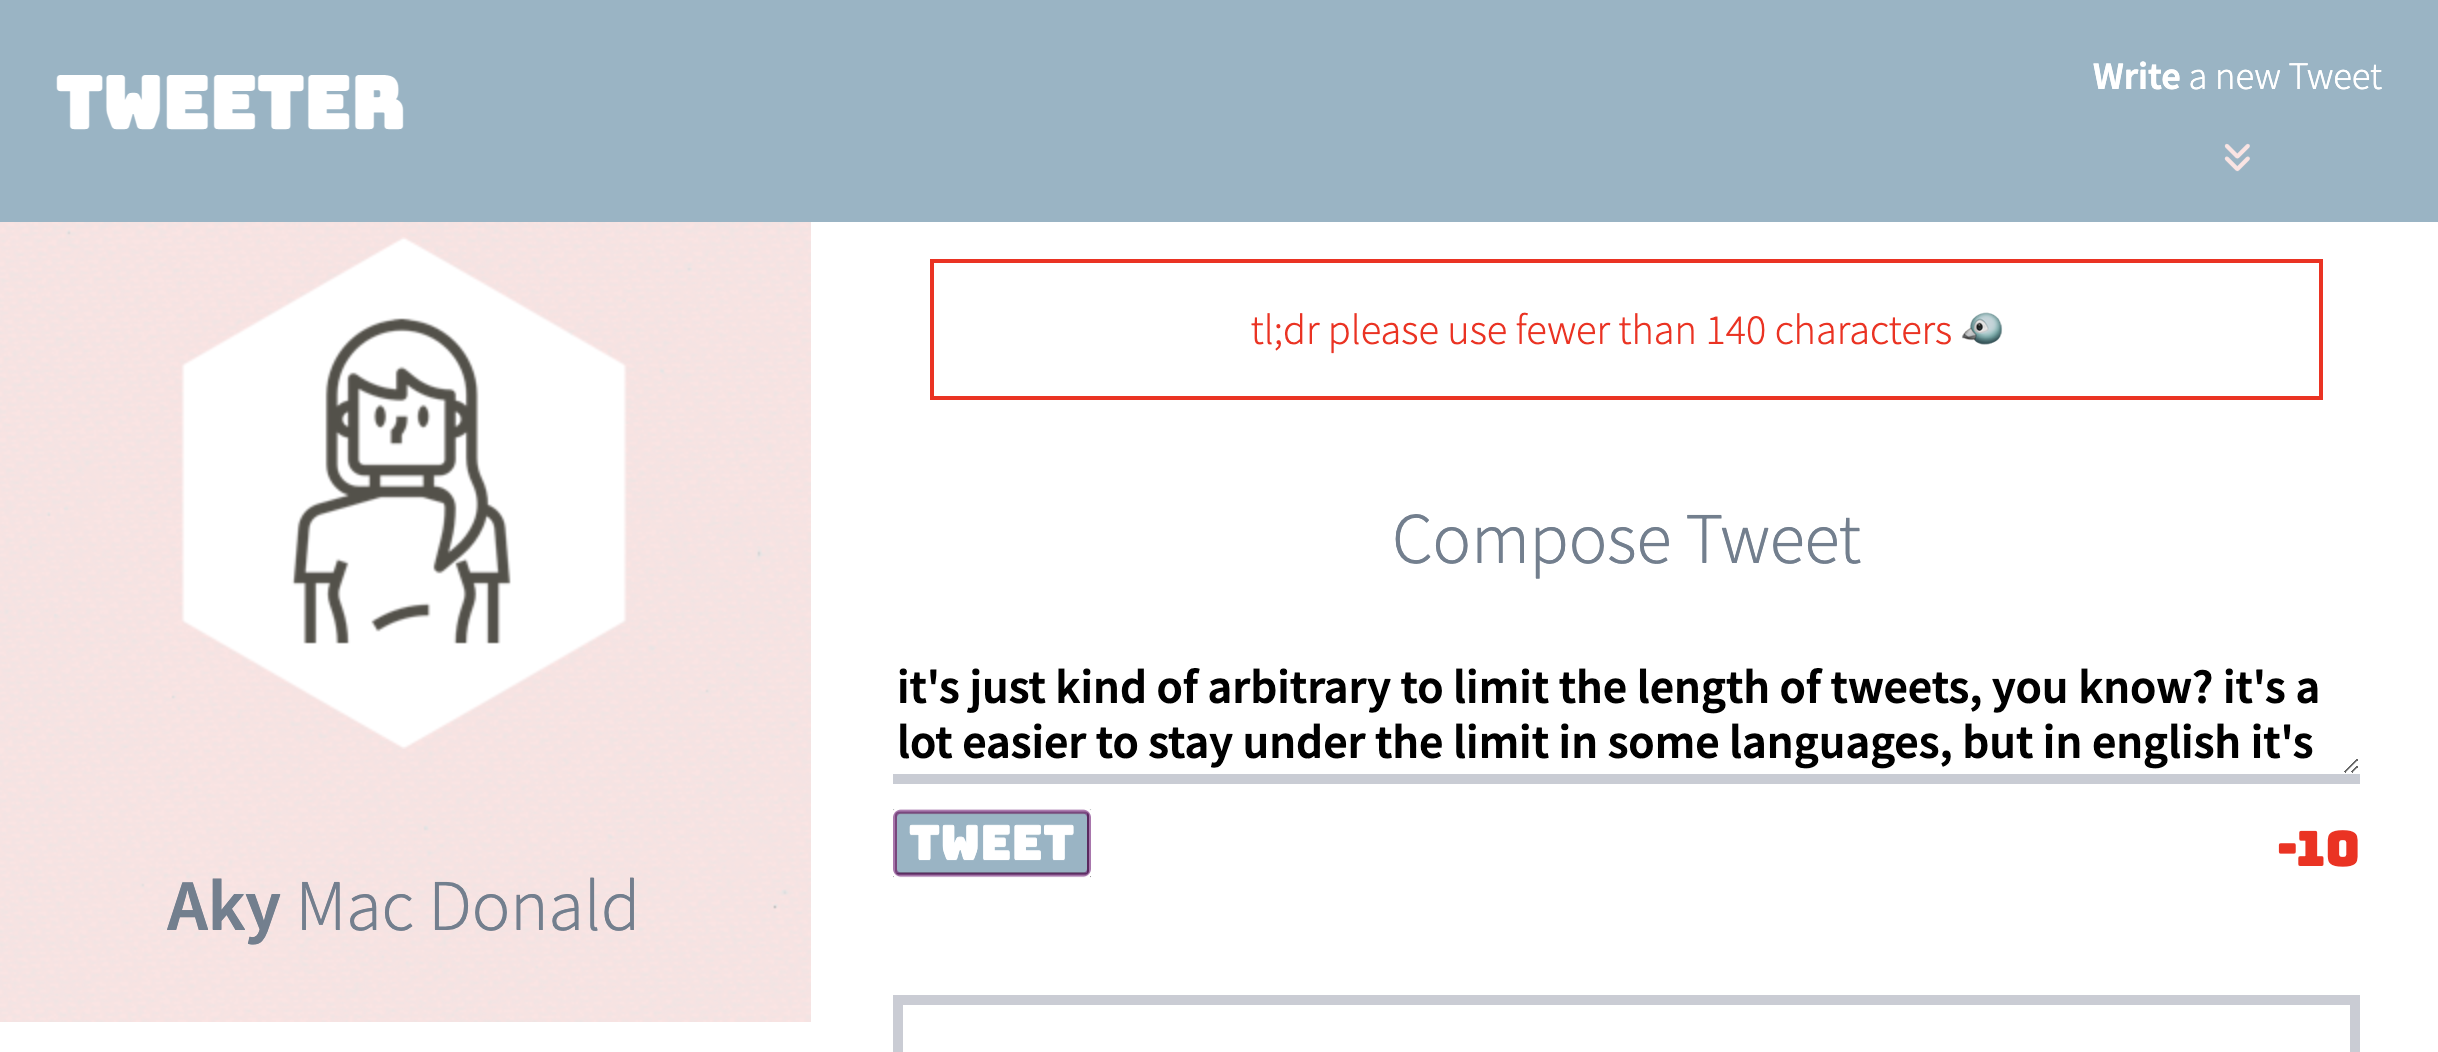 TWEETER
Write a new Tweet
tl;dr please use fewer than 140 characters
Compose Tweet
it's just kind of arbitrary to limit the length of tweets, you know? it's a
lot easier to stay under the limit in some languages, but in english it's
TWEET
-10
Aky Mac Donald